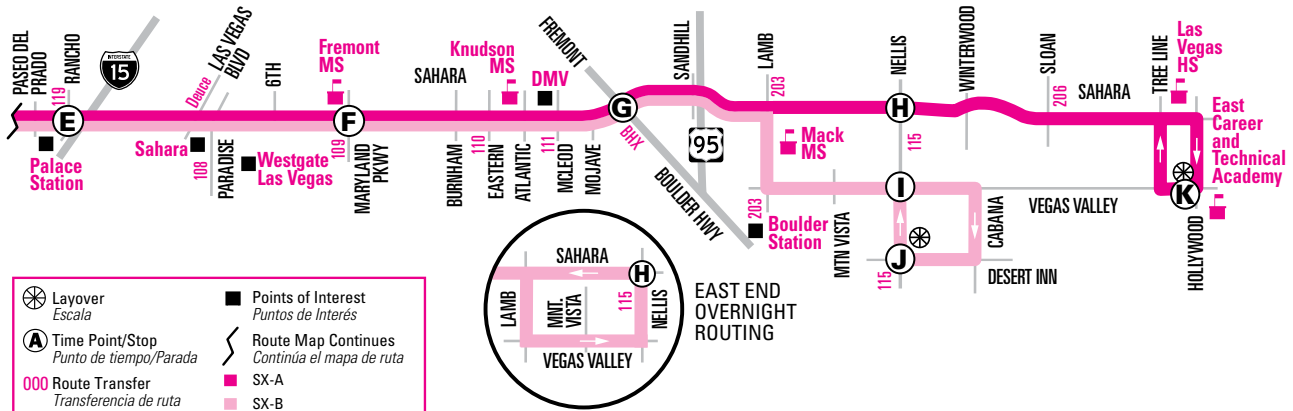 PASEO DEL
PRADO
RANCHO
119
INTERSTATE
15
Deuce
LAS VEGAS
BLVD
6TH
Fremont
MS
SAHARA
Knudson
MS
DMV
FREMONT
SANDHILL
LAMB
203
NELLIS
WINTERWOOD
SLOAN
206
SAHARA
TREE LINE
Las
Vegas
HS
E
F
G
H
Palace
Station
Sahara
108
PARADISE
Westgate
Las Vegas
109
MARYLAND
PKWY
BURNHAM
110
EASTERN
ATLANTIC
111
MCLEOD
MOJAVE
BHX
95
BOULDER HWY
Mack
MS
115
East
Career
and
Technical
Academy
I
K
203
Boulder
Station
MTN VISTA
CABANA
VEGAS VALLEY
HOLLYWOOD
J
115
DESERT INN
SAHARA
H
LAMB
MNT.
VISTA
115
NELLIS
VEGAS VALLEY
EAST END
OVERNIGHT
ROUTING
Layover
Escala
A Time Point/Stop
Punto de tiempo/Parada
000 Route Transfer
Transferencia de ruta
Points of Interest
Puntos de Interés
Route Map Continues
Continúa el mapa de ruta
SX-A
SX-B